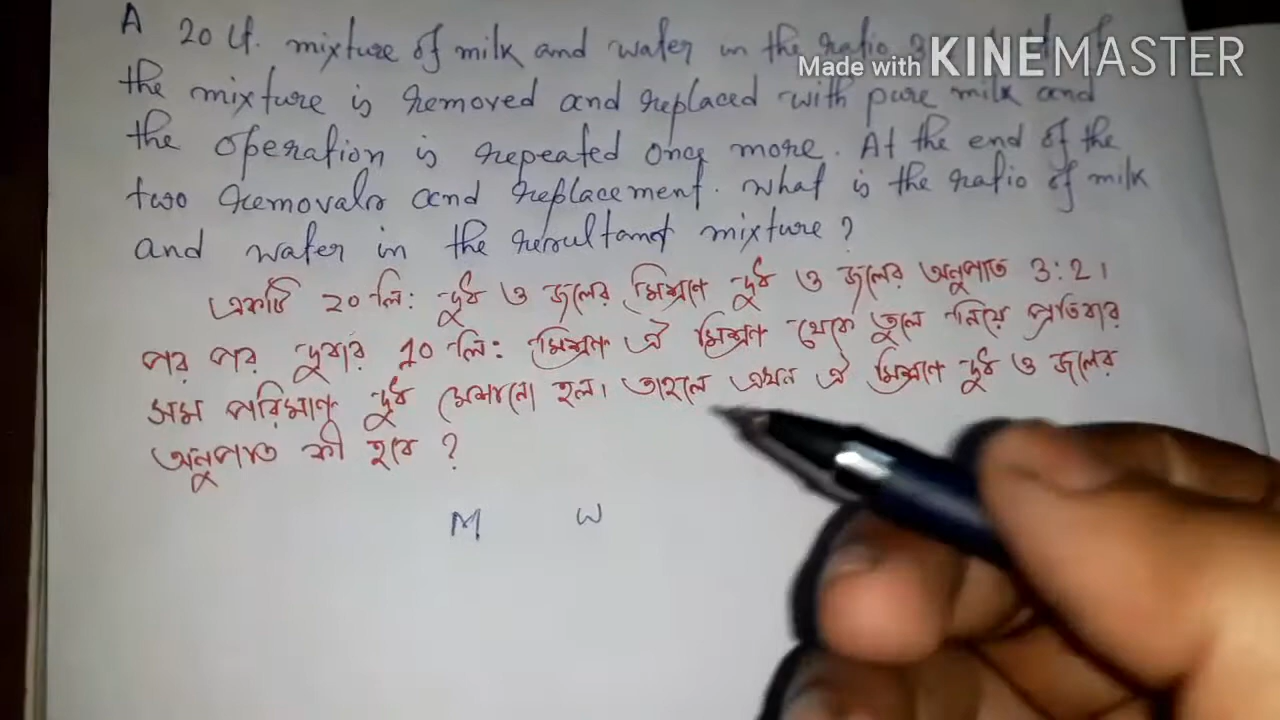 A 20 lt. mixture of milk and water in the ratio 3
Made with KINEMASTER
the mixture is removed and replaced with pure milk and
the operation is repeated once more. At the end of the
two removals and replacement. what is the ratio of milk
and water in the resultant mixture?
একটি ২০ লি: দুধ ও জলের মিশ্রণে দুধ ও জলের অনুপাত 3:2।
পর পর দুবার 10 লি: মিশ্রণ ঐ মিশ্রণ থেকে তুলে নিয়ে প্রতিবার
সম পরিমাণ দুধ মেশানো হল। তাহলে এখন ঐ মিশ্রণে দুধ ও জলের
অনুপাত কী হবে ?
M W